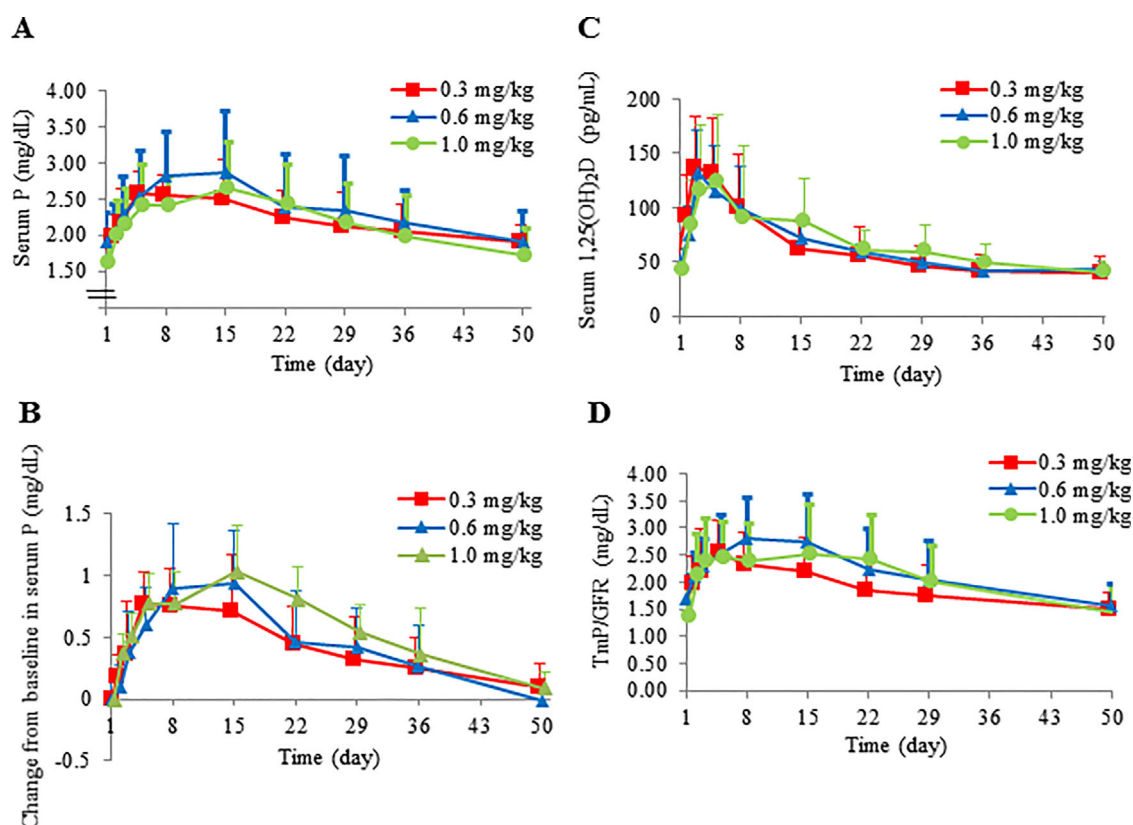 A
Serum P (mg/dL)
4.00
3.50
3.00
2.50
2.00
1.50
0.3 mg/kg
0.6 mg/kg
1.0 mg/kg
1 8 15 22 29 36 43 50
Time (day)
C
Serum 1,25(OH)₂D (pg/mL)
200
150
100
50
0
0.3 mg/kg
0.6 mg/kg
1.0 mg/kg
1 8 15 22 29 36 43 50
Time (day)
B
Change from baseline in serum P (mg/dL)
1.5
1
0.5
0
-0.5
0.3 mg/kg
0.6 mg/kg
1.0 mg/kg
1 8 15 22 29 36 43 50
Time (day)
D
TmP/GFR (mg/dL)
4.00
3.50
3.00
2.50
2.00
1.50
1.00
0.50
0.00
0.3 mg/kg
0.6 mg/kg
1.0 mg/kg
1 8 15 22 29 36 43 50
Time (day)